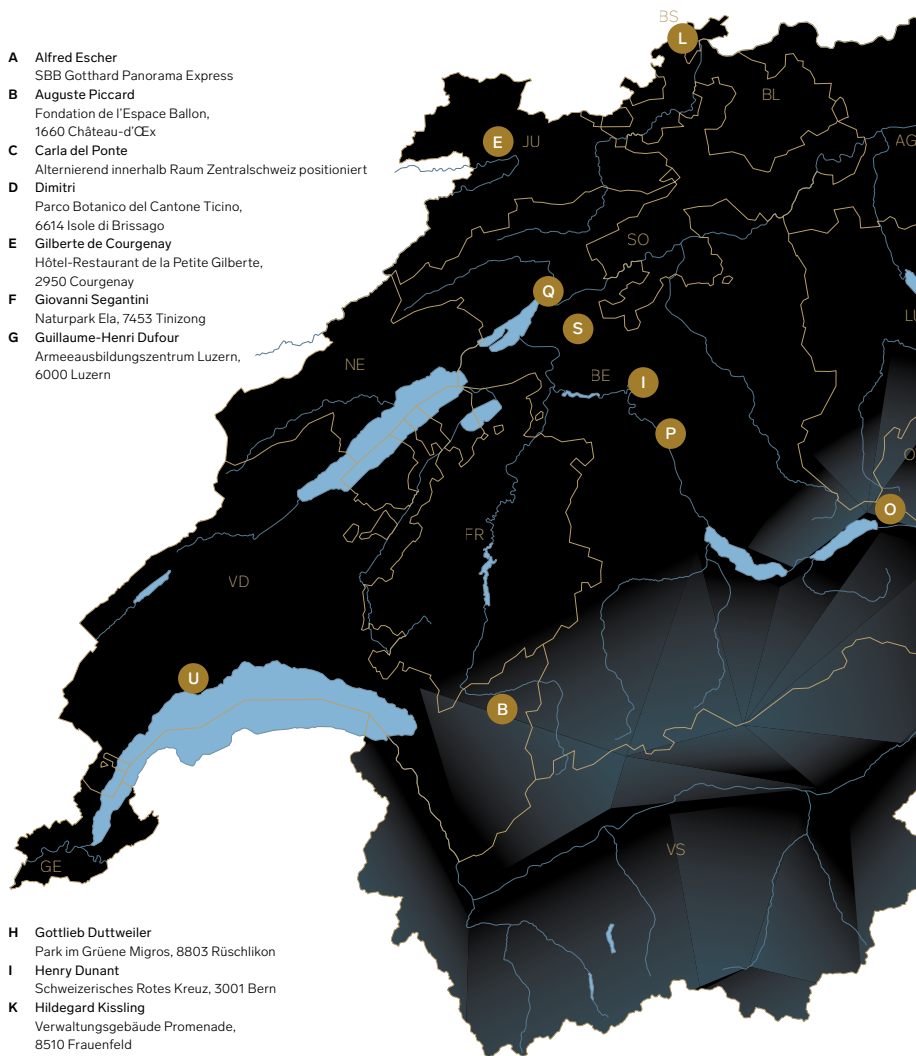 A Alfred Escher
SBB Gotthard Panorama Express
B Auguste Piccard
Fondation de l'Espace Ballon,
1660 Château-d'Œx
C Carla del Ponte
Alternierend innerhalb Raum Zentralschweiz positioniert
D Dimitri
Parco Botanico del Cantone Ticino,
6614 Isole di Brissago
E Gilberte de Courgenay
Hôtel-Restaurant de la Petite Gilberte,
2950 Courgenay
F Giovanni Segantini
Naturpark Ela, 7453 Tinizong
G Guillaume-Henri Dufour
Armeeausbildungszentrum Luzern,
6000 Luzern
BS
L
BL
E
JU
AG
SO
Q
S
LU
NE
BE
I
P
O
FR
VD
U
B
VS
GE
H Gottlieb Duttweiler
Park im Grüene Migros, 8803 Rüschlikon
I Henry Dunant
Schweizerisches Rotes Kreuz, 3001 Bern
K Hildegard Kissling
Verwaltungsgebäude Promenade,
8510 Frauenfeld